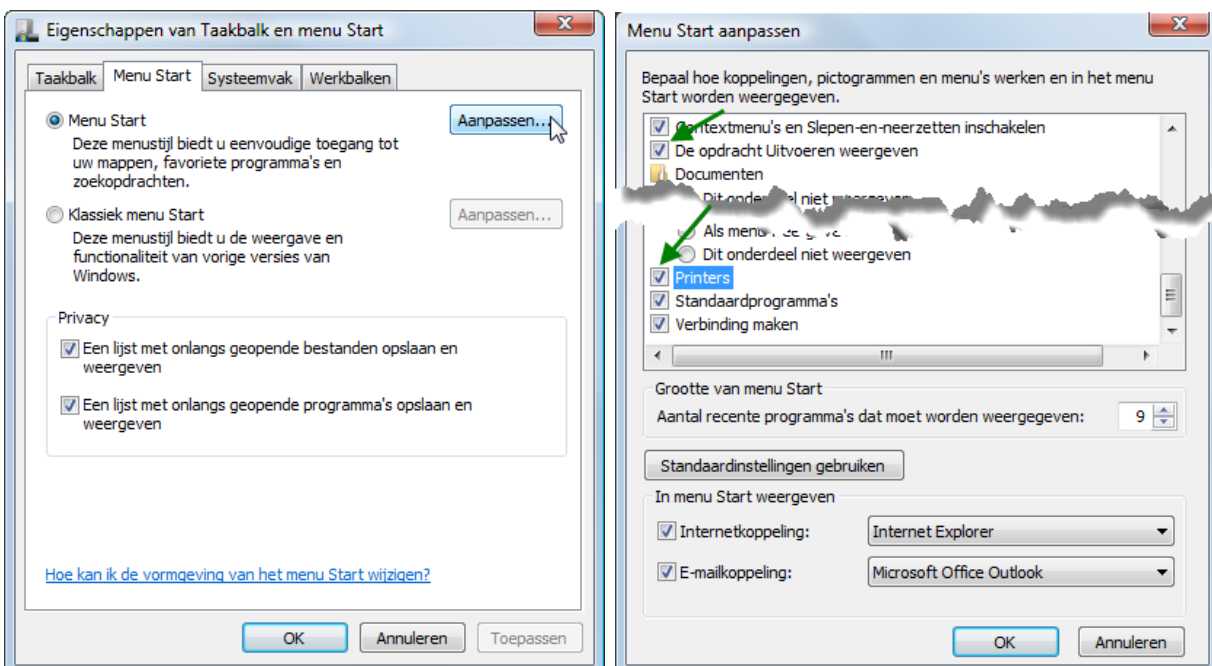 Eigenschappen van Taakbalk en menu Start
Taakbalk
Menu Start
Systeemvak
Werkbalken
Menu Start
Aanpassen...
Deze menustijl biedt u eenvoudige toegang tot
uw mappen, favoriete programma's en
zoekopdrachten.
Klassiek menu Start
Aanpassen...
Deze menustijl biedt u de weergave en
functionaliteit van vorige versies van
Windows.
Privacy
Een lijst met onlangs geopende bestanden opslaan en
weergeven
Een lijst met onlangs geopende programma's opslaan en
weergeven
Hoe kan ik de vormgeving van het menu Start wijzigen?
OK
Annuleren
Toepassen
Menu Start aanpassen
Bepaal hoe koppelingen, pictogrammen en menu's werken en in het menu
Start worden weergegeven.
Contextmenu's en Slepen-en-neerzetten inschakelen
De opdracht Uitvoeren weergeven
Documenten
Dit onderdeel niet weergeven
Als menu
Dit onderdeel niet weergeven
Printers
Standaardprogramma's
Verbinding maken
Grootte van menu Start
Aantal recente programma's dat moet worden weergegeven:
9
Standaardinstellingen gebruiken
In menu Start weergeven
Internetkoppeling:
Internet Explorer
E-mailkoppeling:
Microsoft Office Outlook
OK
Annuleren